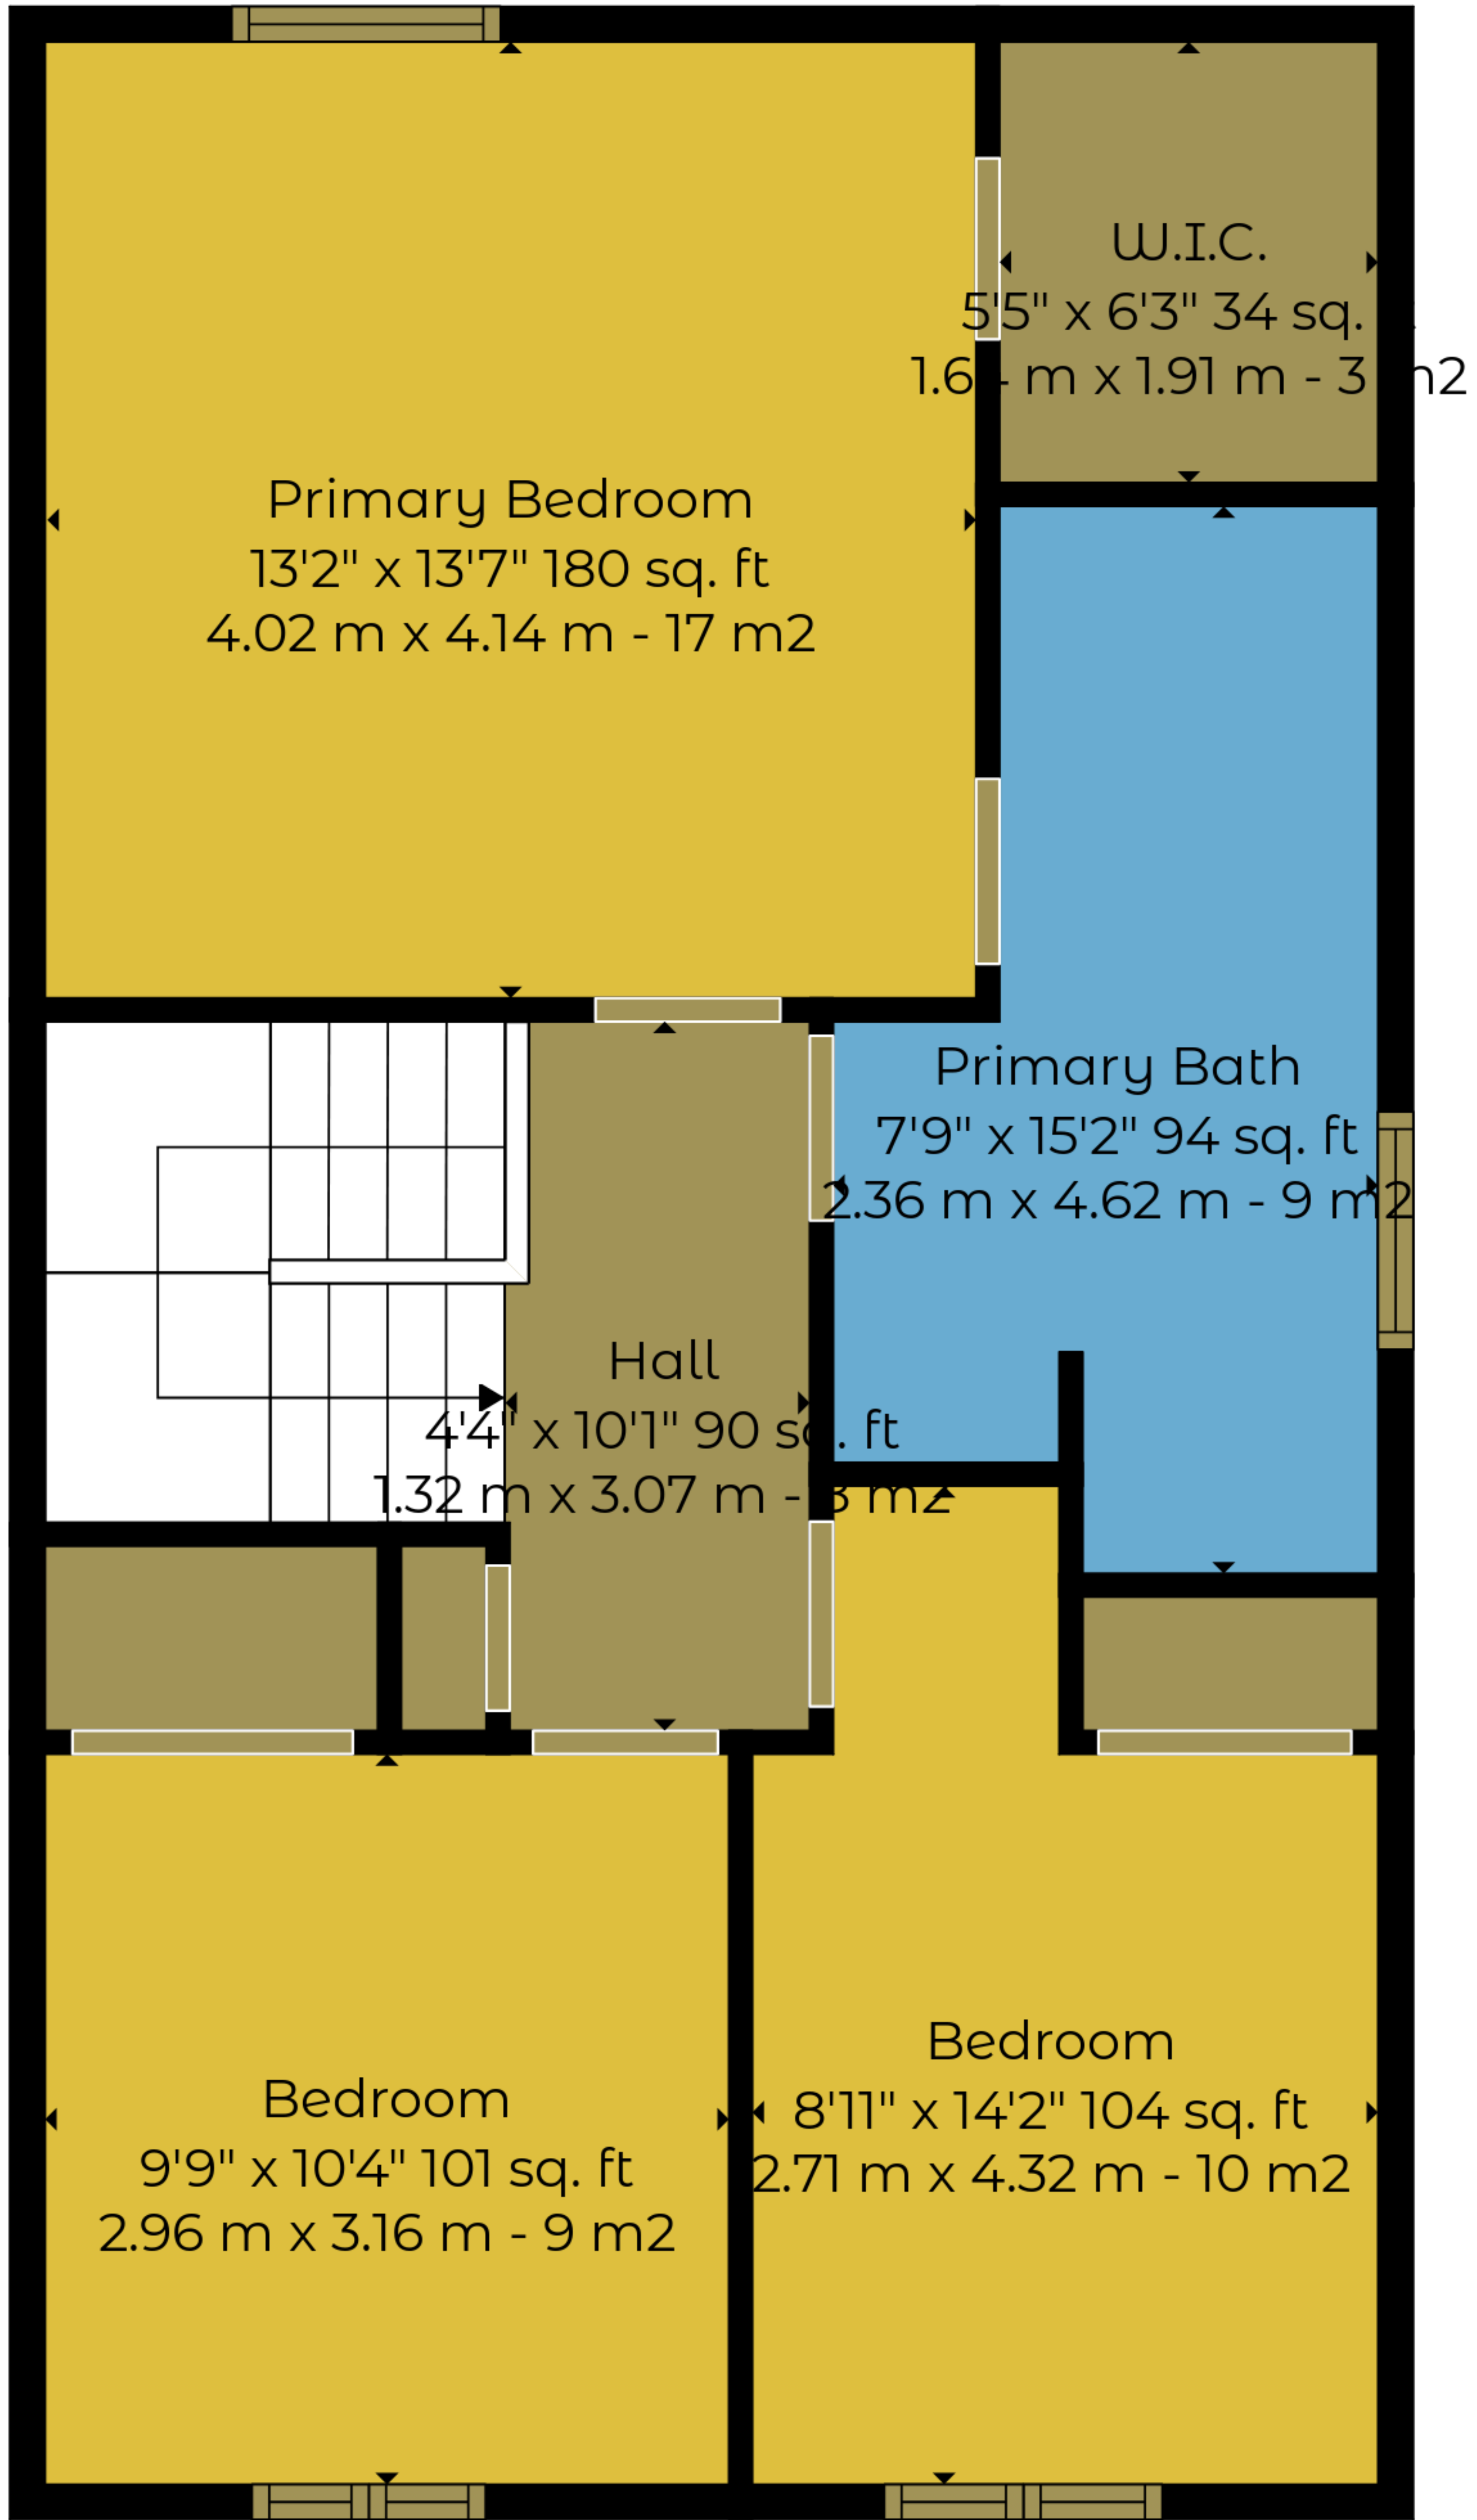 W.I.C.
5'5" x 6'3" 34 sq.
m x 1.91 m -
Primary Bedroom
13'2" x 13'7" 180 sq. ft
4.02 m x 4.14 m - 17 m2
Primary Bath
7'9" x 15'2" 94 sq. ft
2.36 m x 4.62 m - 9 m2
Hall
4'4" x 10'1" 90 sq. ft
1.32 m x 3.07 m - 8 m2
Bedroom
8'11" x 14'2" 104 sq. ft
2.71 m x 4.32 m - 10 m2
Bedroom
9'9" x 10'4" 101 sq. ft
2.96 m x 3.16 m - 9 m2